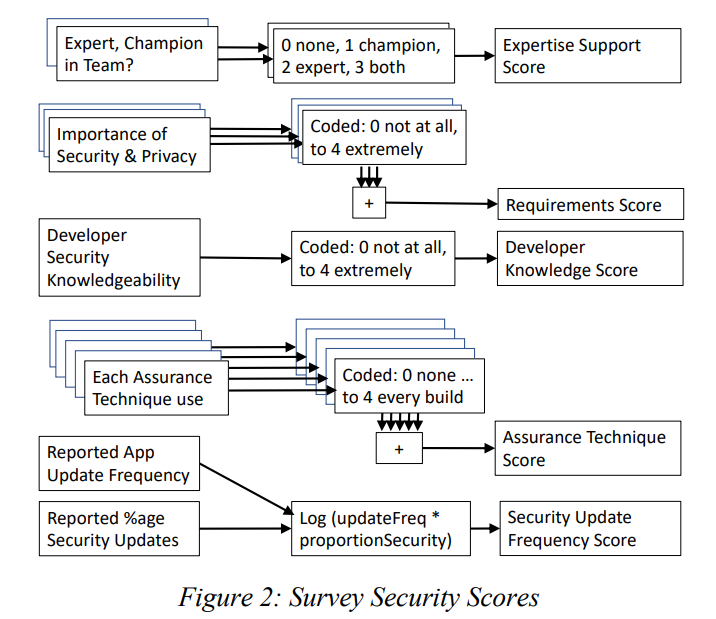 Expert, Champion
in Team?
0 none, 1 champion,
2 expert, 3 both
Expertise Support
Score
Importance of
Security & Privacy
Coded: 0 not at all,
to 4 extremely
+
Requirements Score
Developer
Security
Knowledgeability
Coded: 0 not at all,
to 4 extremely
Developer
Knowledge Score
Each Assurance
Technique use
Coded: 0 none ...
to 4 every build
+
Assurance Technique
Score
Reported App
Update Frequency
Reported %age
Security Updates
Log (updateFreq *
proportionSecurity)
Security Update
Frequency Score
Figure 2: Survey Security Scores